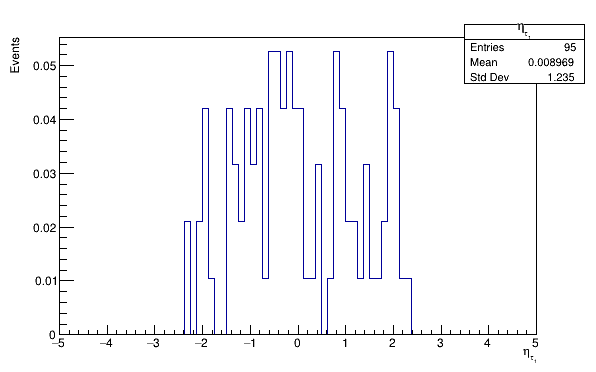 η_τ₁
Entries 95
Mean 0.008969
Std Dev 1.235
Events
0.05
0.04
0.03
0.02
0.01
0
−5 −4 −3 −2 −1 0 1 2 3 4 5
η_τ₁